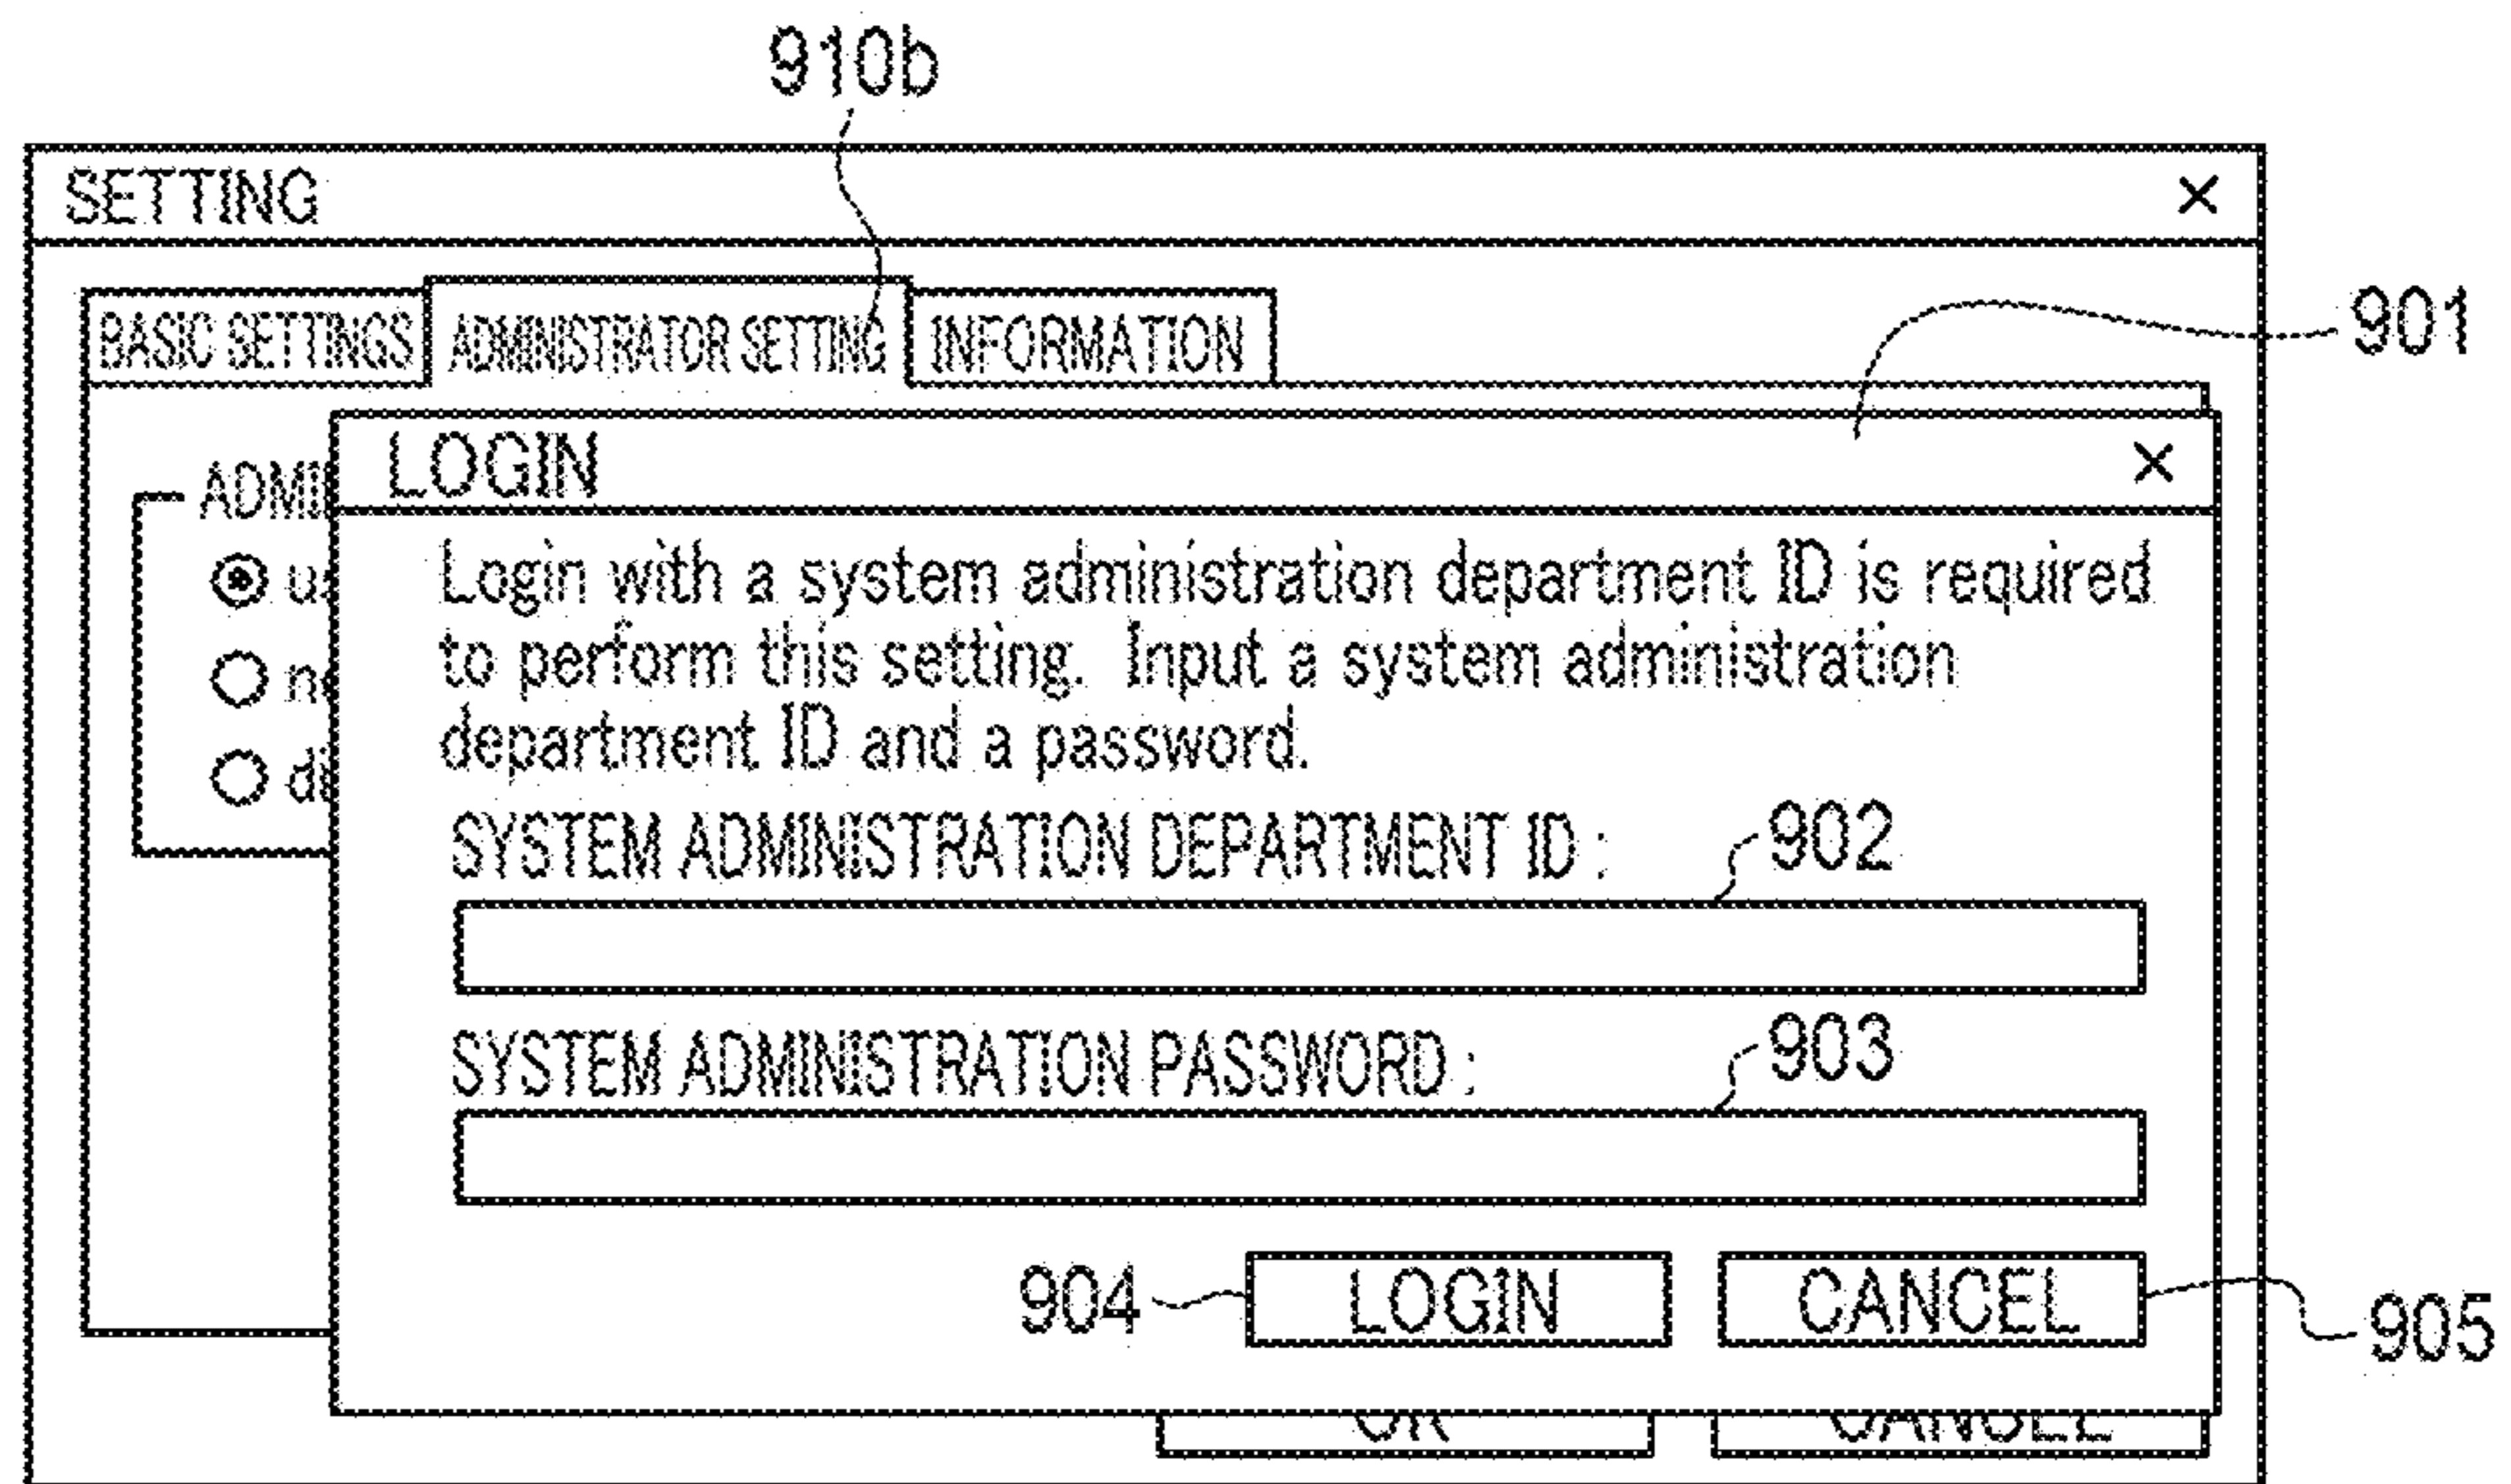 910b
SETTING ×
BASIC SETTINGS ADMINISTRATOR SETTING INFORMATION
901
LOGIN ×
Login with a system administration department ID is required
to perform this setting. Input a system administration
department ID and a password.
SYSTEM ADMINISTRATION DEPARTMENT ID :
902
SYSTEM ADMINISTRATION PASSWORD :
903
904 LOGIN CANCEL
905